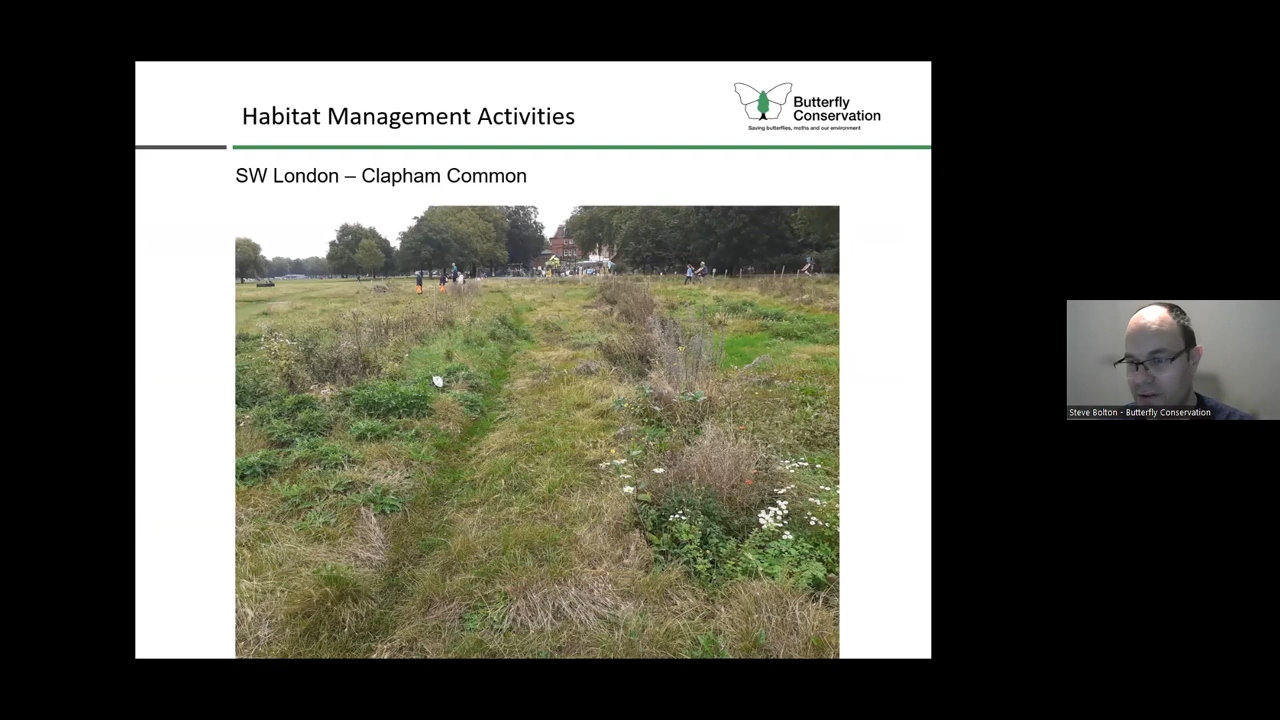 Habitat Management Activities
Butterfly
Conservation
Saving butterflies, moths and our environment
SW London – Clapham Common
Steve Bolton - Butterfly Conservation